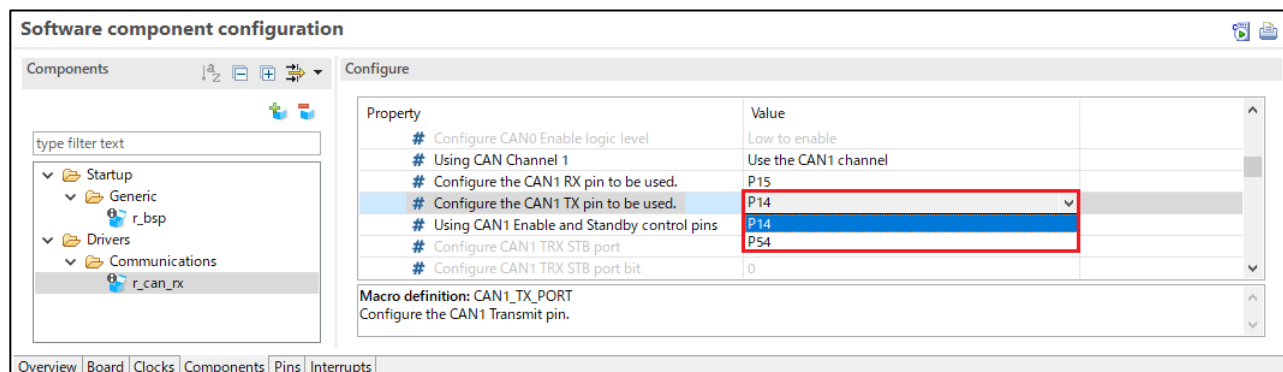 Software component configuration
Components
Configure
type filter text
Startup
Generic
r_bsp
Drivers
Communications
r_can_rx
Property Value
# Configure CAN0 Enable logic level Low to enable
# Using CAN Channel 1 Use the CAN1 channel
# Configure the CAN1 RX pin to be used. P15
# Configure the CAN1 TX pin to be used. P14
# Using CAN1 Enable and Standby control pins P14
P54
# Configure CAN1 TRX STB port
# Configure CAN1 TRX STB port bit 0
Macro definition: CAN1_TX_PORT
Configure the CAN1 Transmit pin.
Overview Board Clocks Components Pins Interrupts